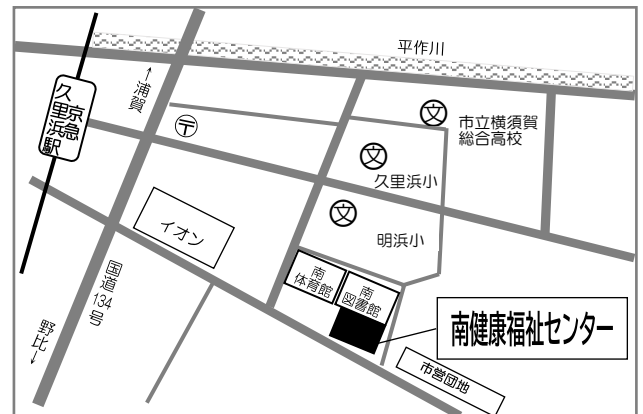 平作川
↑浦賀
京急
久里浜駅
〒
文
市立横須賀
総合高校
文
久里浜小
文
明浜小
イオン
国道134号
南
体育館
南
図書館
南健康福祉センター
野比↓
市営団地